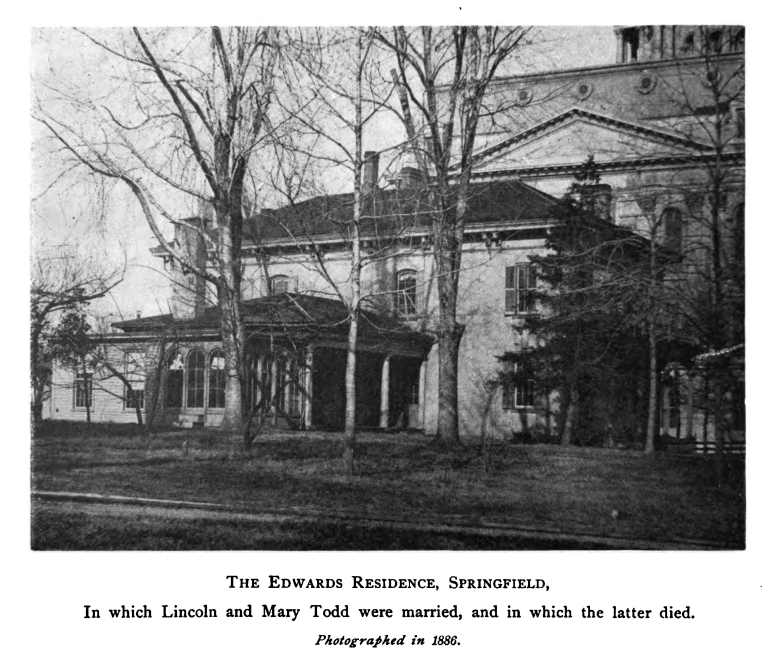 The Edwards Residence, Springfield,
In which Lincoln and Mary Todd were married, and in which the latter died.
Photographed in 1886.